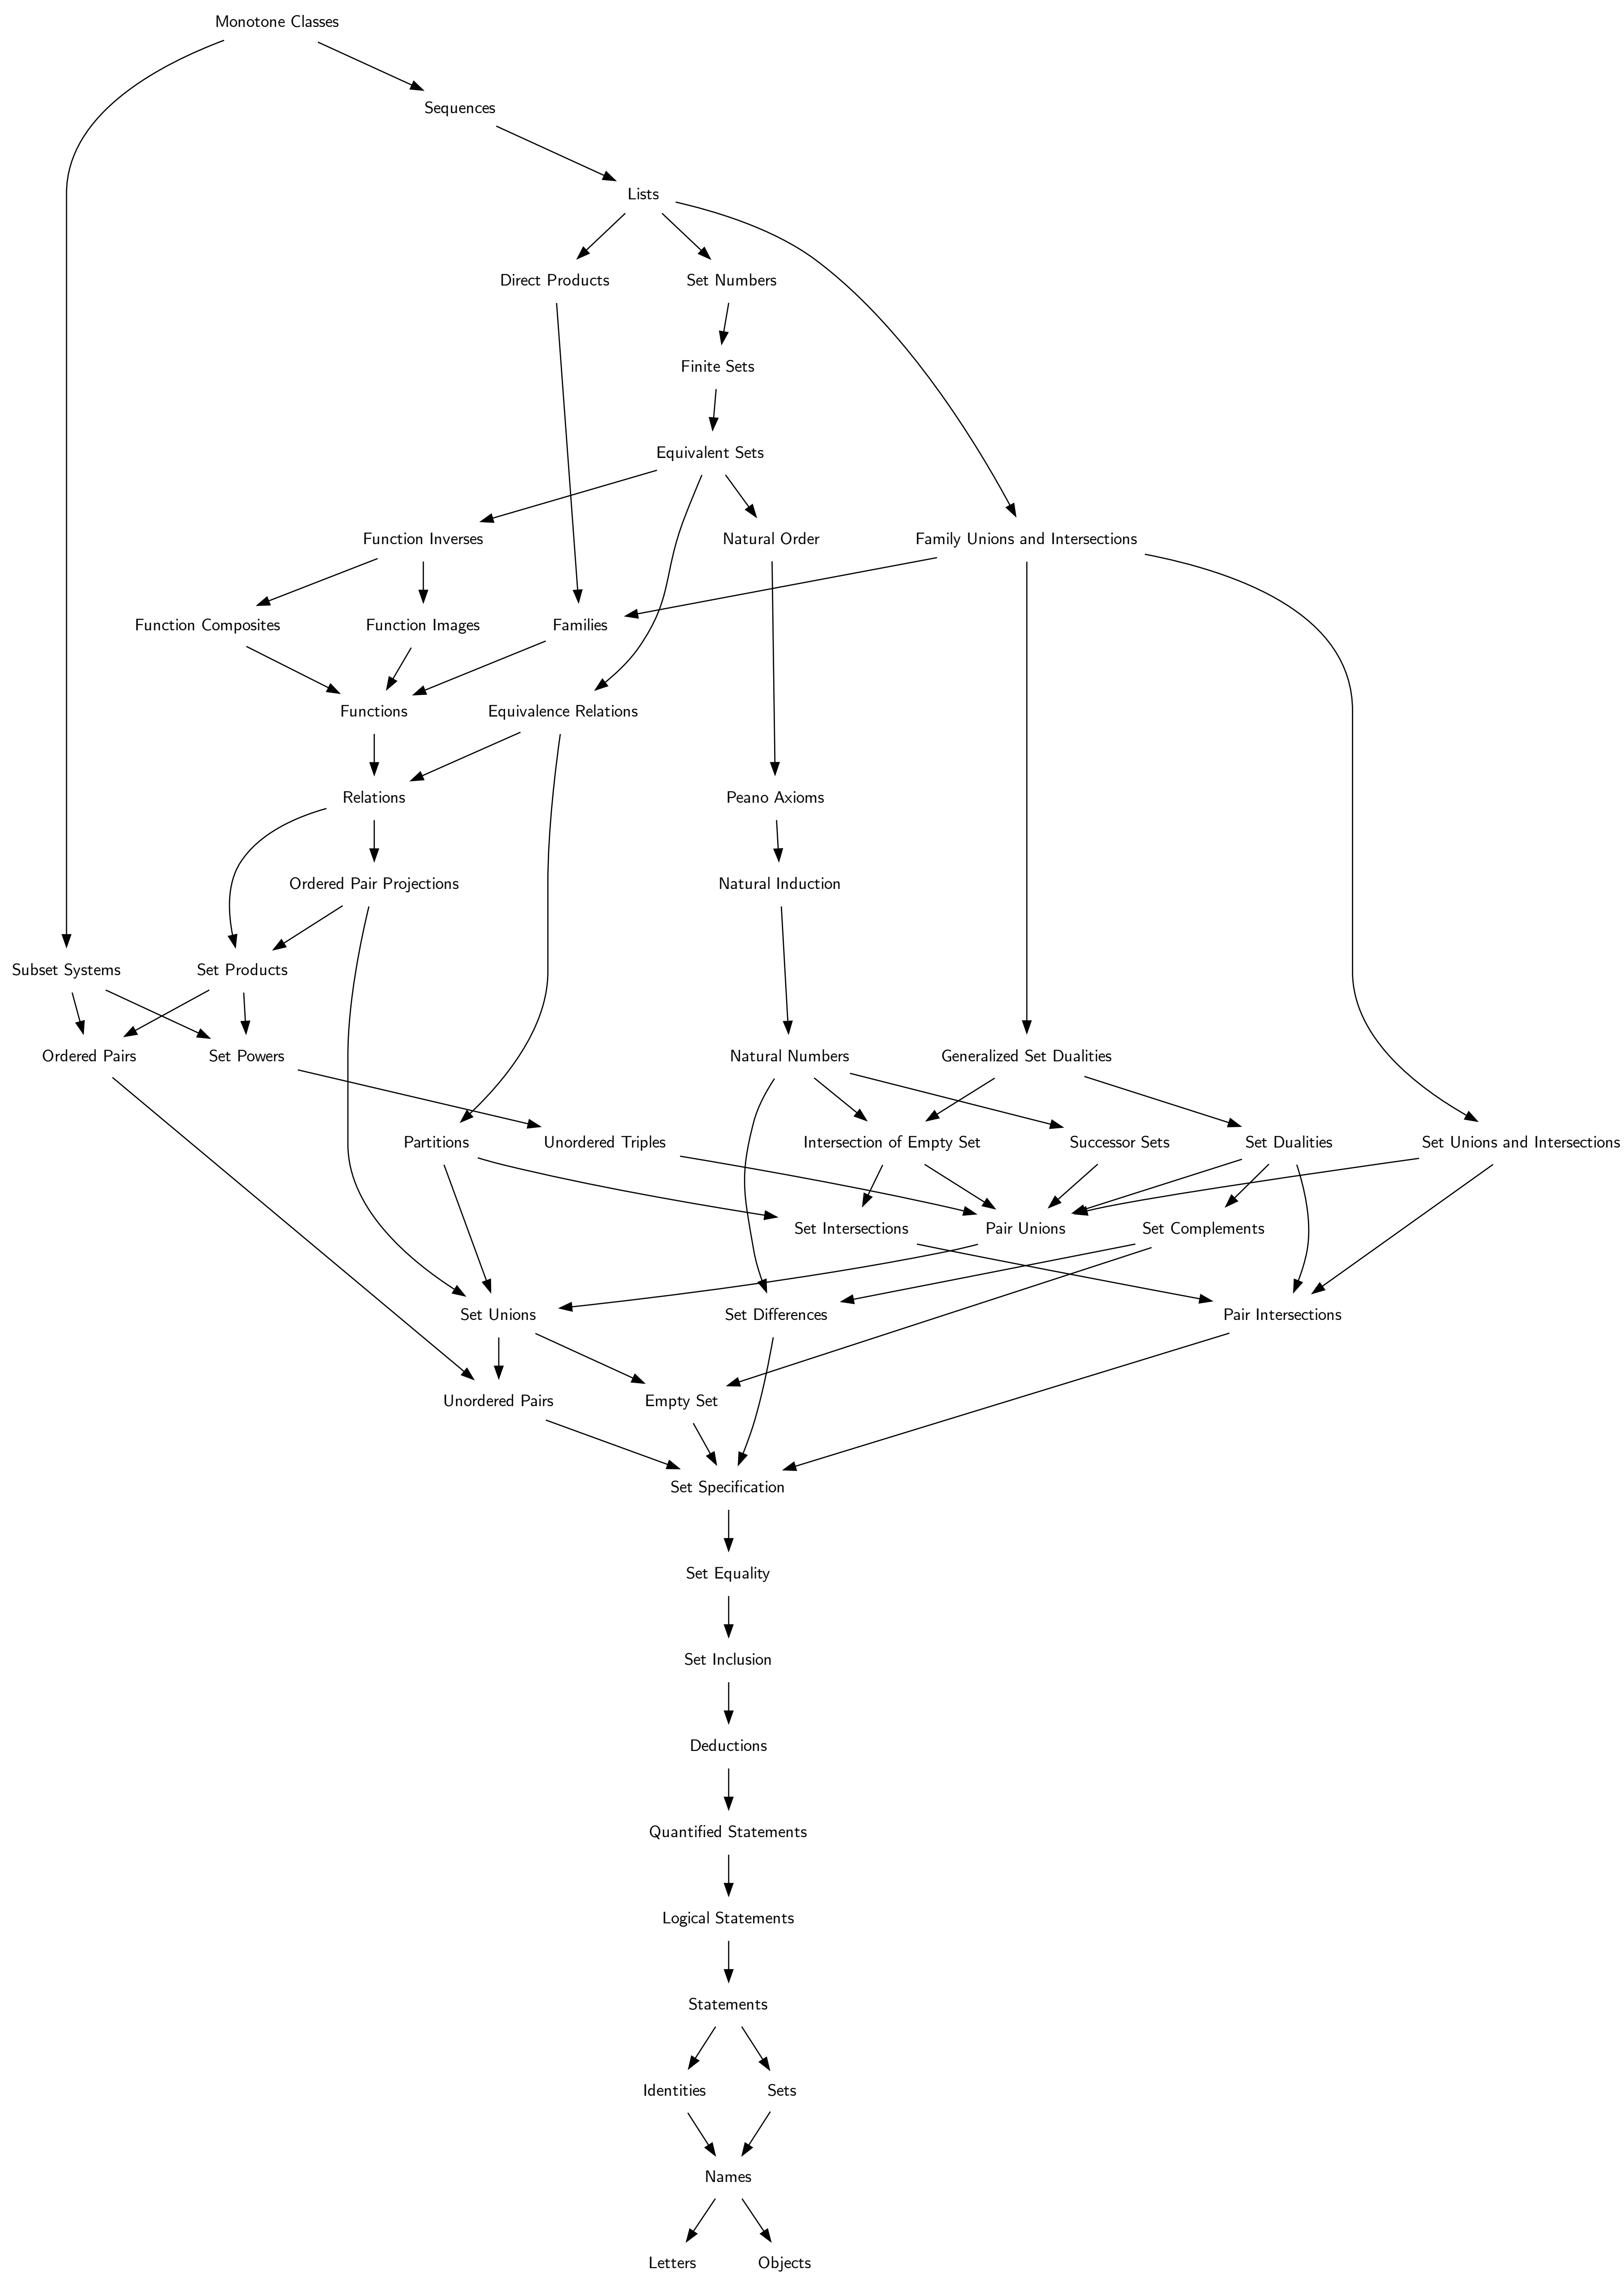 Monotone Classes
Sequences
Lists
Direct Products
Set Numbers
Finite Sets
Equivalent Sets
Function Inverses
Natural Order
Family Unions and Intersections
Function Composites
Function Images
Families
Functions
Equivalence Relations
Relations
Peano Axioms
Ordered Pair Projections
Natural Induction
Subset Systems
Set Products
Ordered Pairs
Set Powers
Natural Numbers
Generalized Set Dualities
Partitions
Unordered Triples
Intersection of Empty Set
Successor Sets
Set Dualities
Set Unions and Intersections
Set Intersections
Pair Unions
Set Complements
Set Unions
Set Differences
Pair Intersections
Unordered Pairs
Empty Set
Set Specification
Set Equality
Set Inclusion
Deductions
Quantified Statements
Logical Statements
Statements
Identities
Sets
Names
Letters
Objects